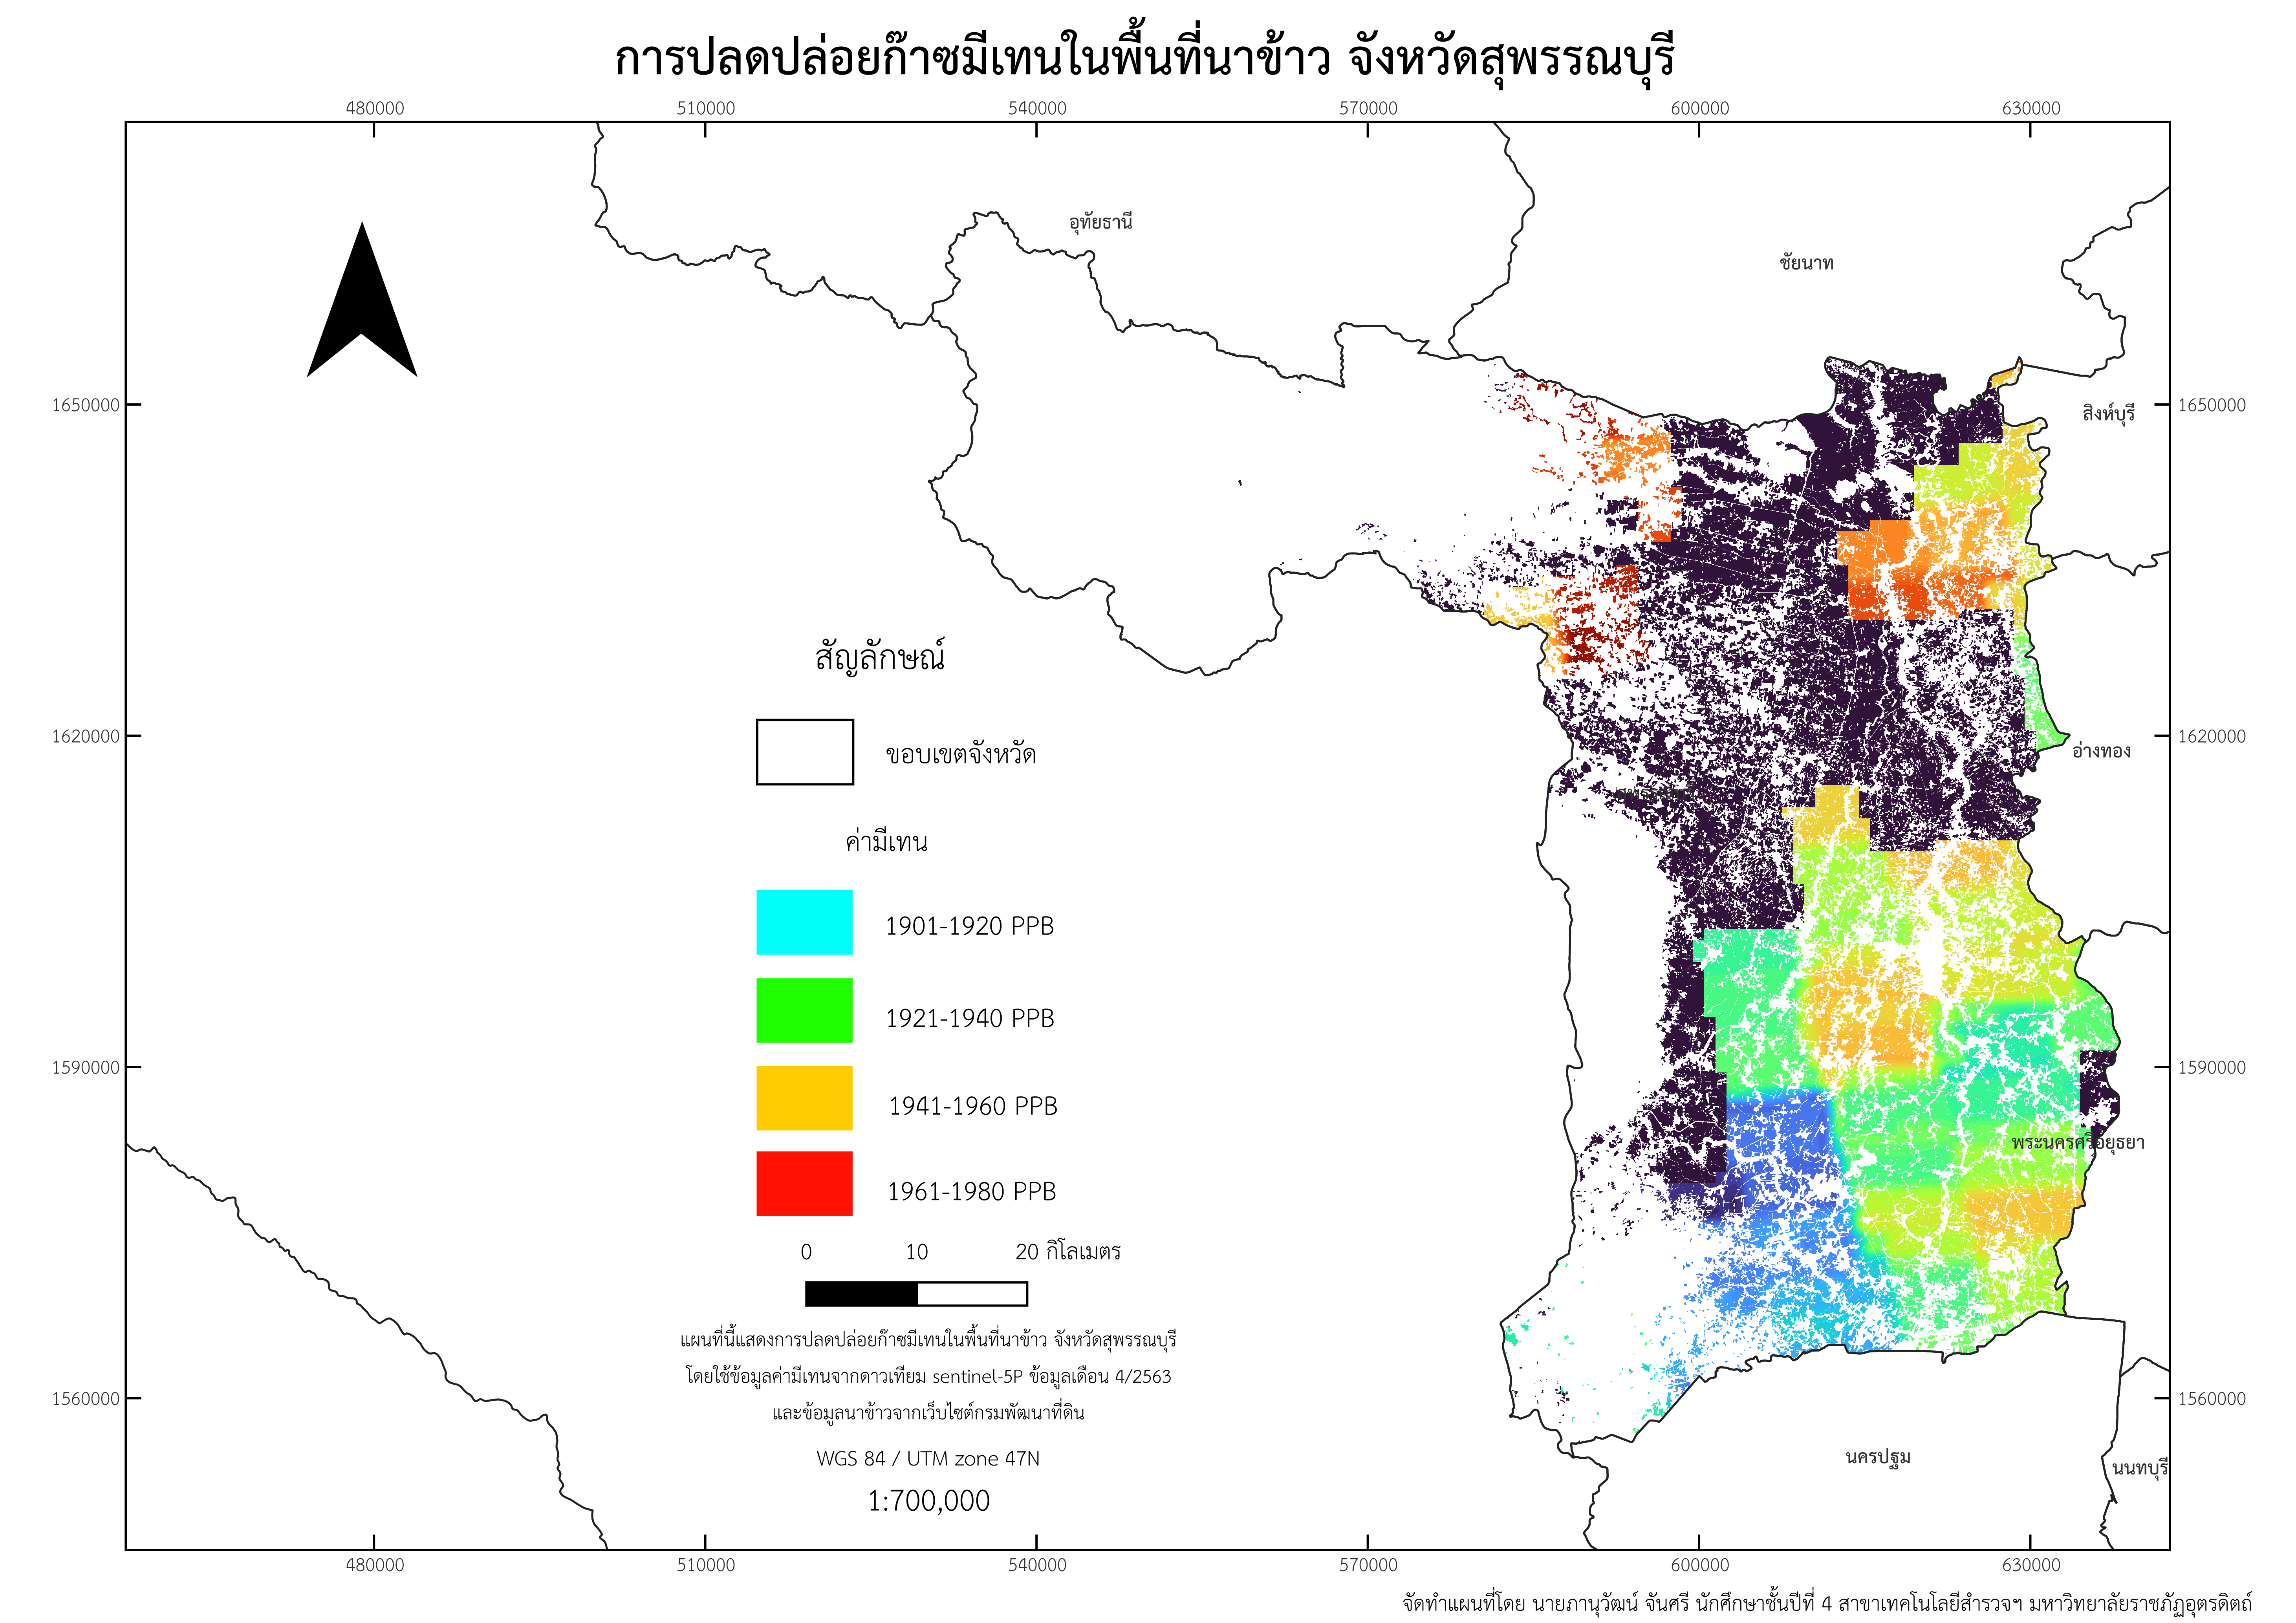 การปลดปล่อยก๊าซมีเทนในพื้นที่นาข้าว จังหวัดสุพรรณบุรี
480000 510000 540000 570000 600000 630000
อุทัยธานี
ชัยนาท
1650000 1650000
สิงห์บุรี
สัญลักษณ์
1620000 1620000
ขอบเขตจังหวัด
อ่างทอง
ค่ามีเทน
1901-1920 PPB
1921-1940 PPB
1590000 1590000
1941-1960 PPB
พระนครศรีอยุธยา
1961-1980 PPB
0 10 20 กิโลเมตร
แผนที่นี้แสดงการปลดปล่อยก๊าซมีเทนในพื้นที่นาข้าว จังหวัดสุพรรณบุรี
โดยใช้ข้อมูลค่ามีเทนจากดาวเทียม sentinel-5P ข้อมูลเดือน 4/2563
1560000 1560000
และข้อมูลนาข้าวจากเว็บไซต์กรมพัฒนาที่ดิน
WGS 84 / UTM zone 47N
นครปฐม
นนทบุรี
1:700,000
480000 510000 540000 570000 600000 630000
จัดทำแผนที่โดย นายภานุวัฒน์ จันศรี นักศึกษาชั้นปีที่ 4 สาขาเทคโนโลยีสำรวจฯ มหาวิทยาลัยราชภัฏอุตรดิตถ์